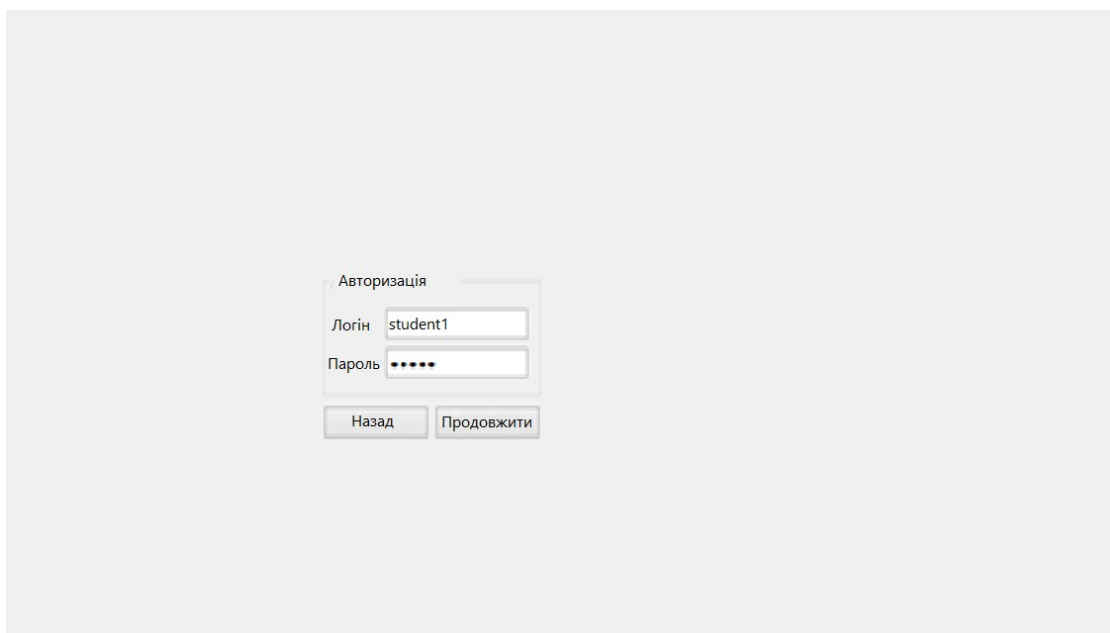 Авторизація
Логін student1
Пароль •••••
Назад Продовжити